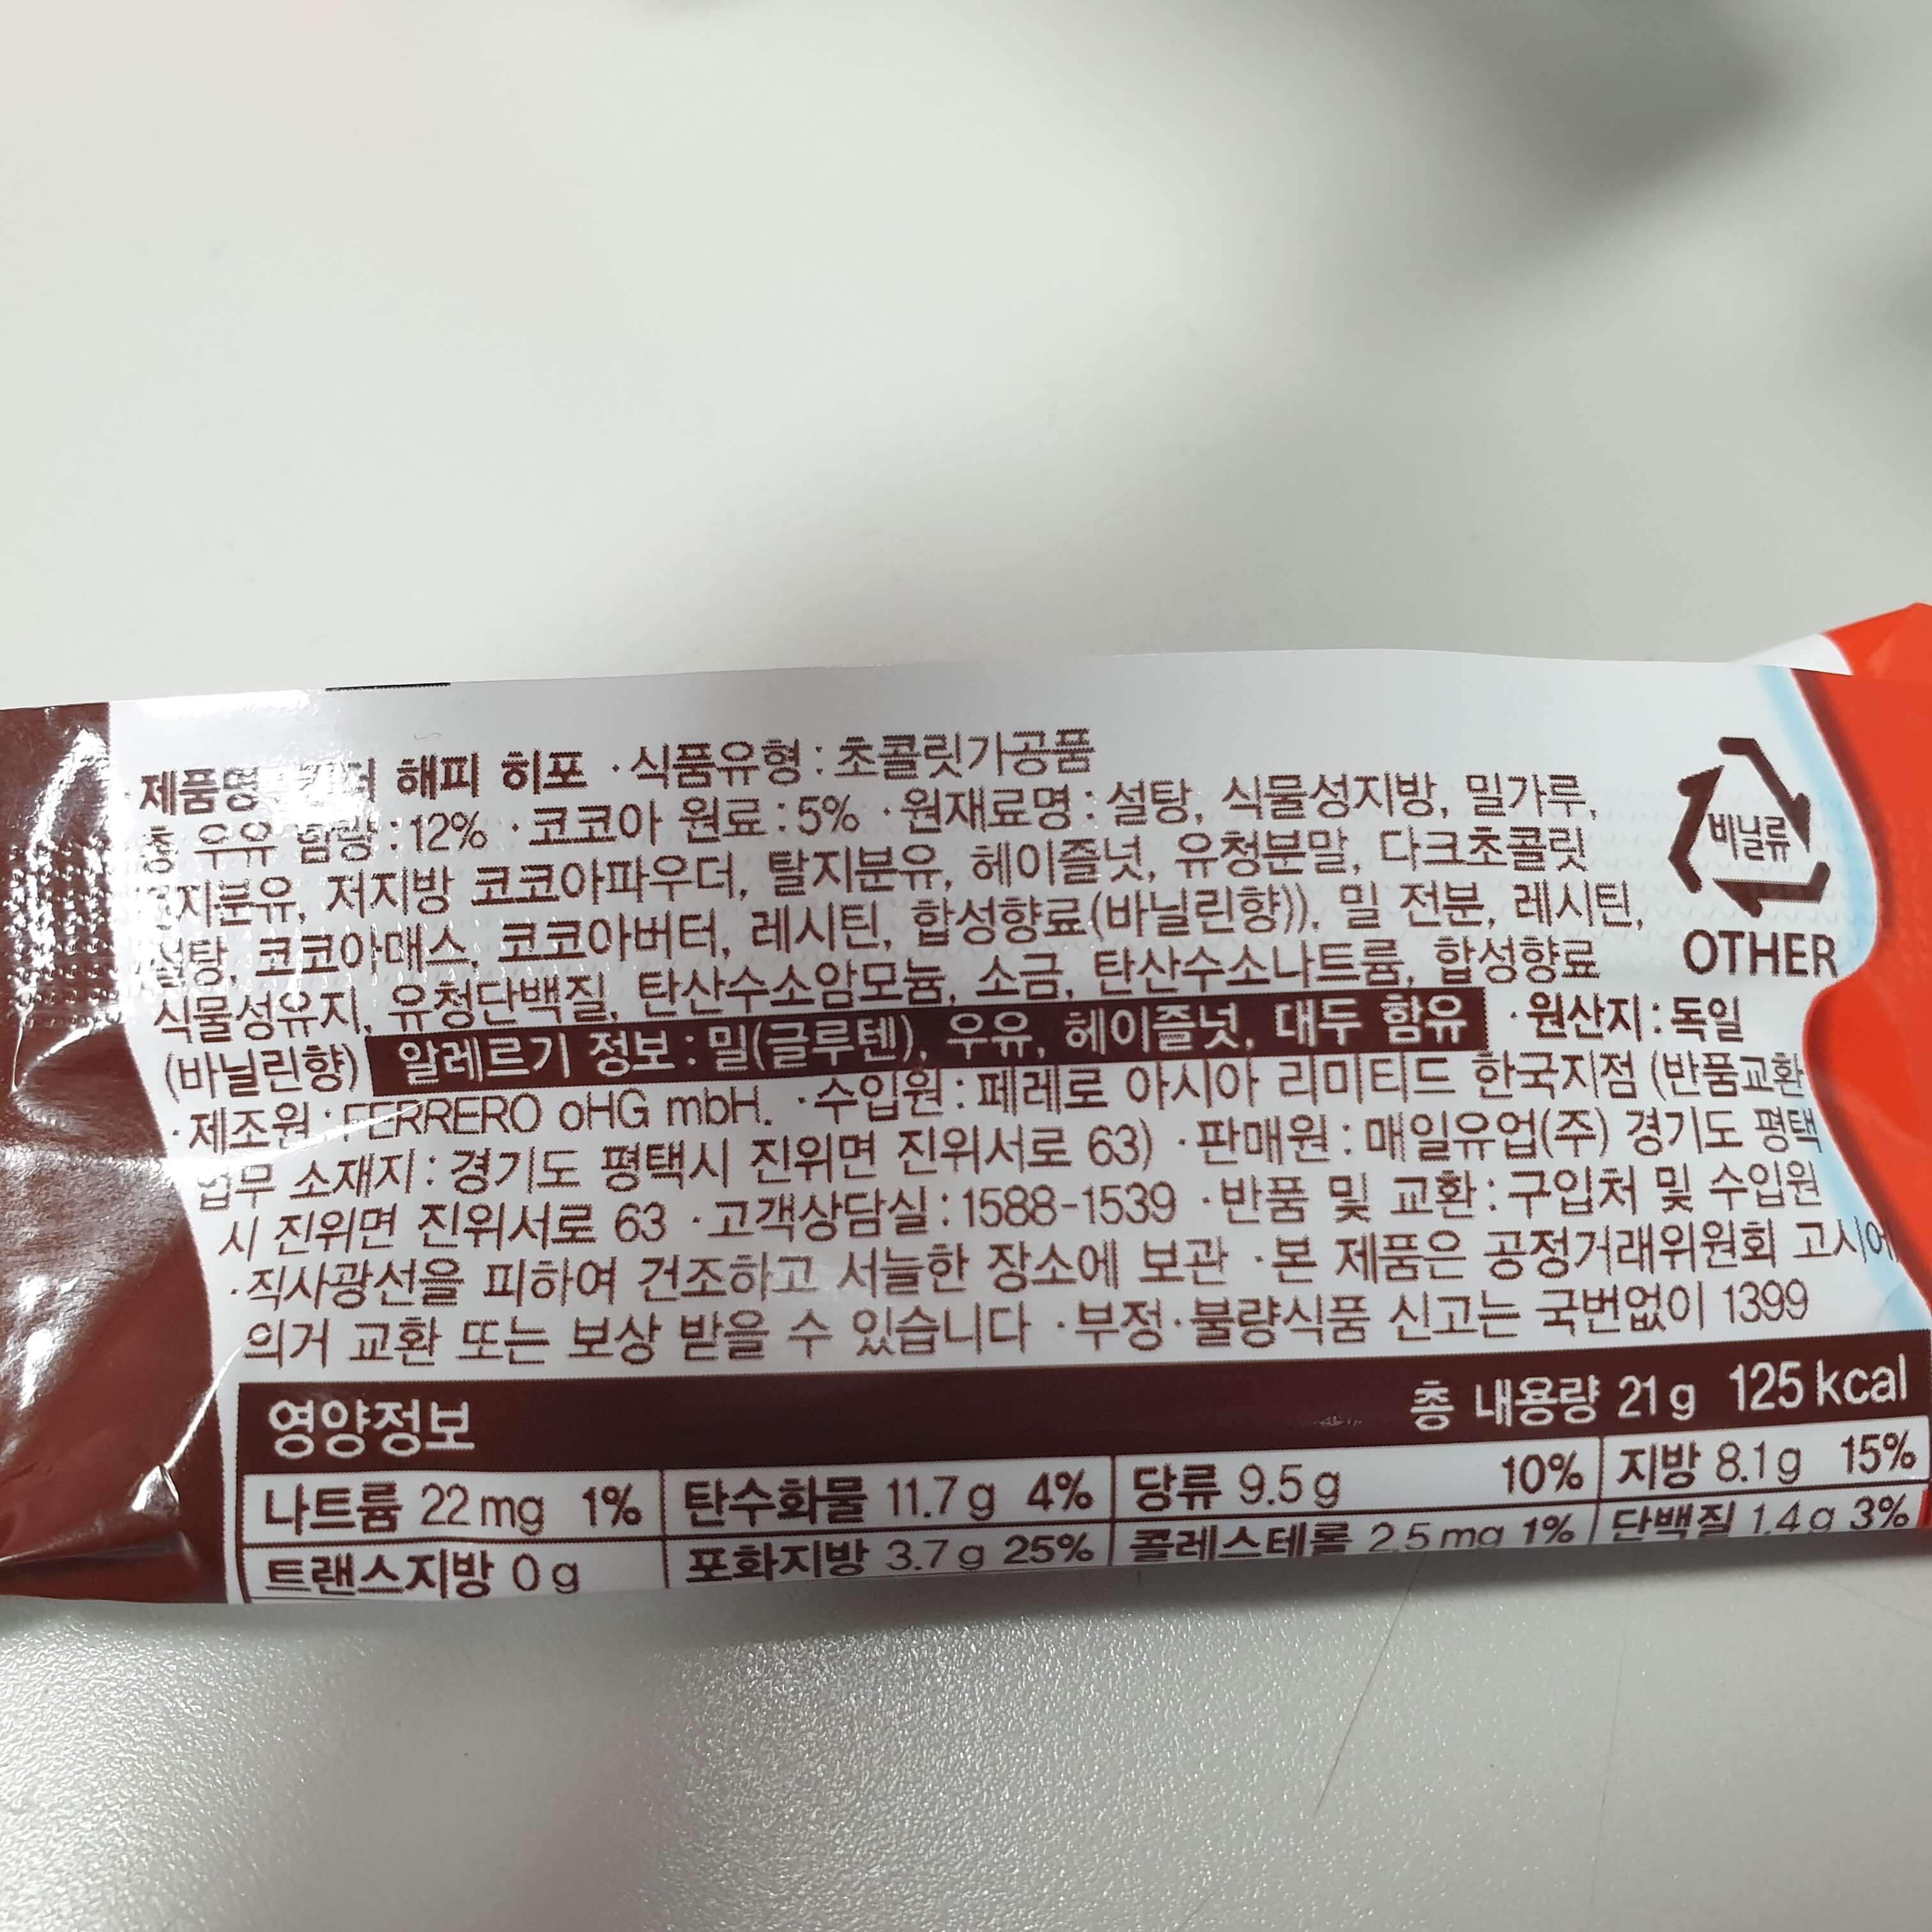 ·제품명 해피 히포 ·식품유형 : 초콜릿가공품
총 우유 함량 : 12% ·코코아 원료 : 5% ·원재료명 : 설탕, 식물성지방, 밀가루,
저지방 코코아파우더, 탈지분유, 헤이즐넛, 유청분말, 다크초콜릿
설탕, 코코아매스, 코코아버터, 레시틴, 합성향료(바닐린향)), 밀 전분, 레시틴,
식물성유지, 유청단백질, 탄산수소암모늄, 소금, 탄산수소나트륨, 합성향료
(바닐린향) 알레르기 정보 : 밀(글루텐), 우유, 헤이즐넛, 대두 함유 ·원산지 : 독일
·제조원 : FERRERO oHG mbH. ·수입원 : 페레로 아시아 리미티드 한국지점 (반품교환
업무 소재지 : 경기도 평택시 진위면 진위서로 63) ·판매원 : 매일유업(주) 경기도 평택
시 진위면 진위서로 63 ·고객상담실 : 1588-1539 ·반품 및 교환 : 구입처 및 수입원
·직사광선을 피하여 건조하고 서늘한 장소에 보관 ·본 제품은 공정거래위원회 고시에
의거 교환 또는 보상 받을 수 있습니다 ·부정·불량식품 신고는 국번없이 1399
비닐류
OTHER
영양정보 총 내용량 21 g 125 kcal
나트륨 22 mg 1% 탄수화물 11.7 g 4% 당류 9.5 g 10% 지방 8.1 g 15%
트랜스지방 0 g 포화지방 3.7 g 25% 콜레스테롤 2.5 mg 1% 단백질 1.4 g 3%